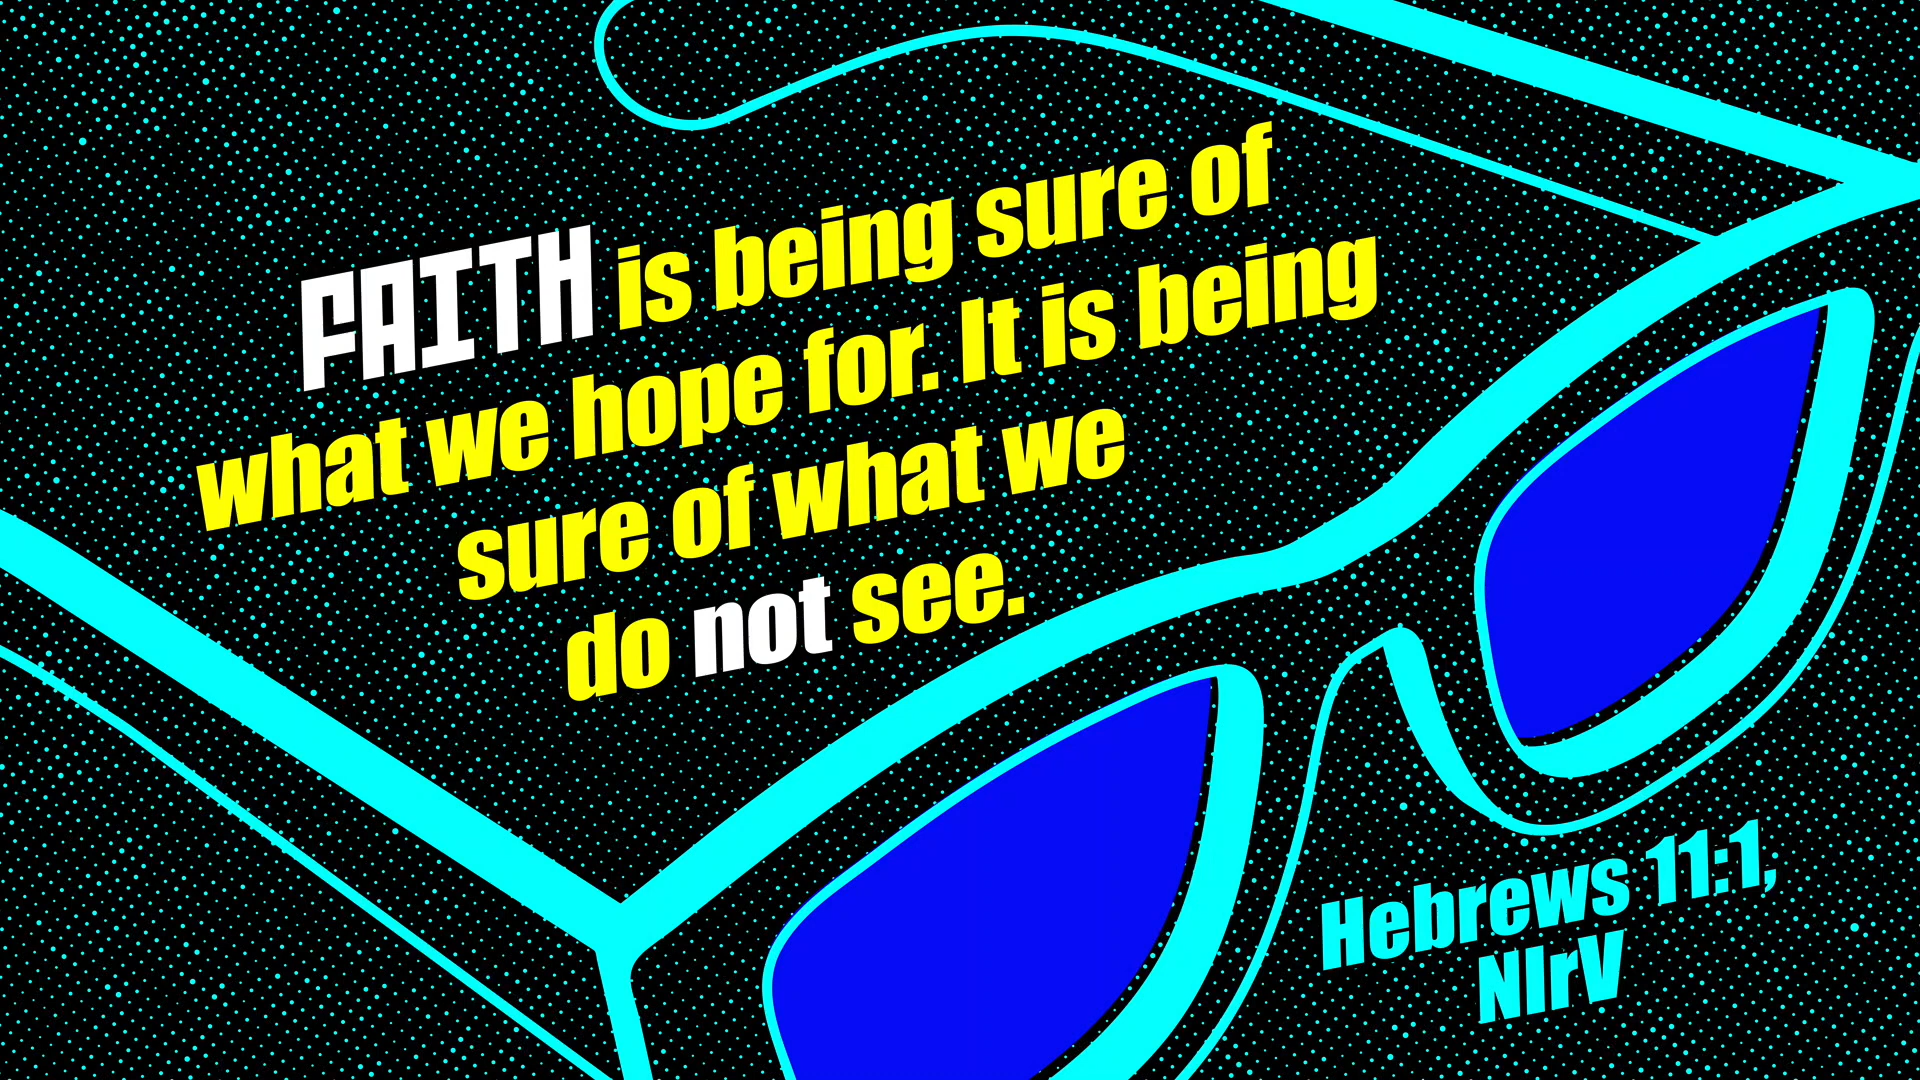 FAITH is being sure of
what we hope for. It is being
sure of what we
do not see.
Hebrews 11:1,
NIrV